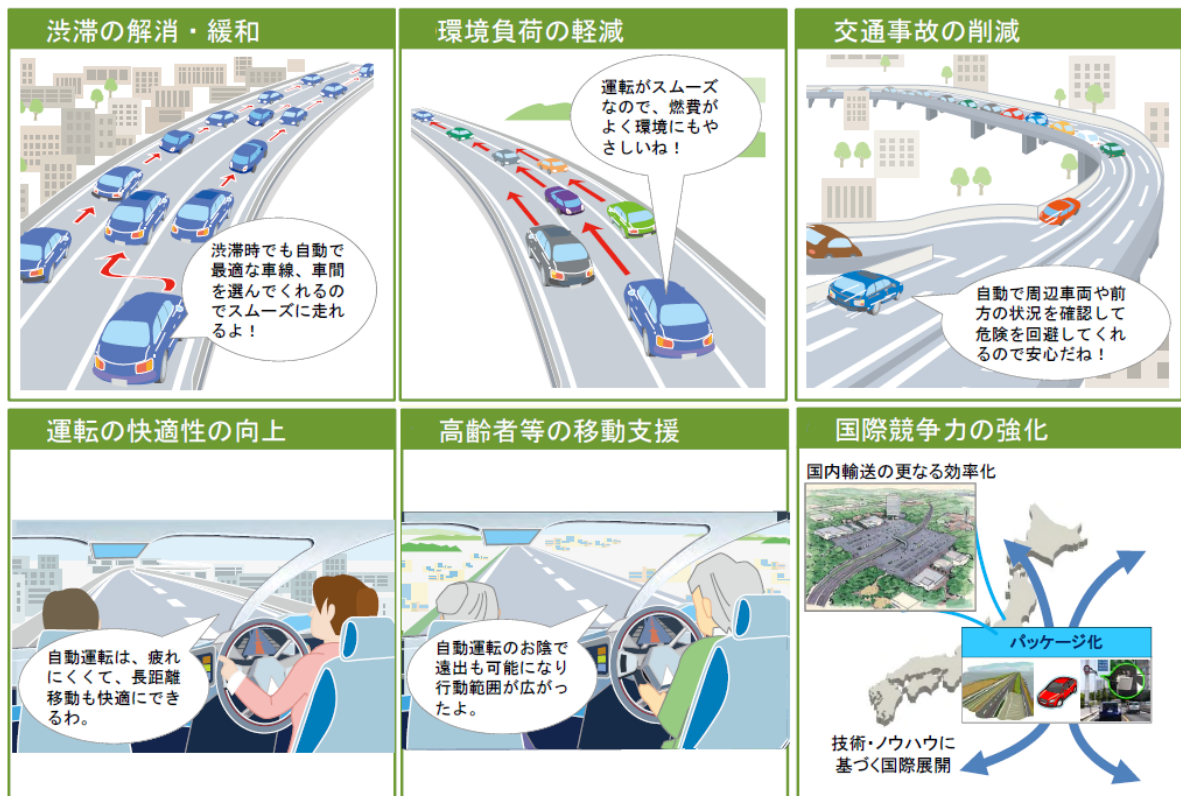 渋滞の解消・緩和
渋滞時でも自動で
最適な車線、車間
を選んでくれるの
でスムーズに走れ
るよ！
環境負荷の軽減
運転がスムーズ
なので、燃費が
よく環境にもや
さしいね！
交通事故の削減
自動で周辺車両や前
方の状況を確認して
危険を回避してくれ
るので安心だね！
運転の快適性の向上
自動運転は、疲れ
にくくて、長距離
移動も快適にでき
るわ。
高齢者等の移動支援
自動運転のお陰で
遠出も可能になり
行動範囲が広がっ
たよ。
国際競争力の強化
国内輸送の更なる効率化
パッケージ化
技術・ノウハウに
基づく国際展開